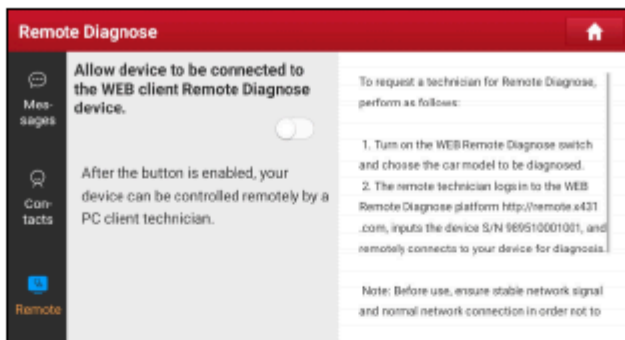 Remote Diagnose
Mes-
sages
Con-
tacts
Remote
Allow device to be connected to
the WEB client Remote Diagnose
device.
After the button is enabled, your
device can be controlled remotely by a
PC client technician.
To request a technician for Remote Diagnose,
perform as follows:
1. Turn on the WEB Remote Diagnose switch
and choose the car model to be diagnosed.
2. The remote technician logs in to the WEB
Remote Diagnose platform http://remote.x431
.com, inputs the device S/N 989510001001, and
remotely connects to your device for diagnosis.
Note: Before use, ensure stable network signal
and normal network connection in order not to